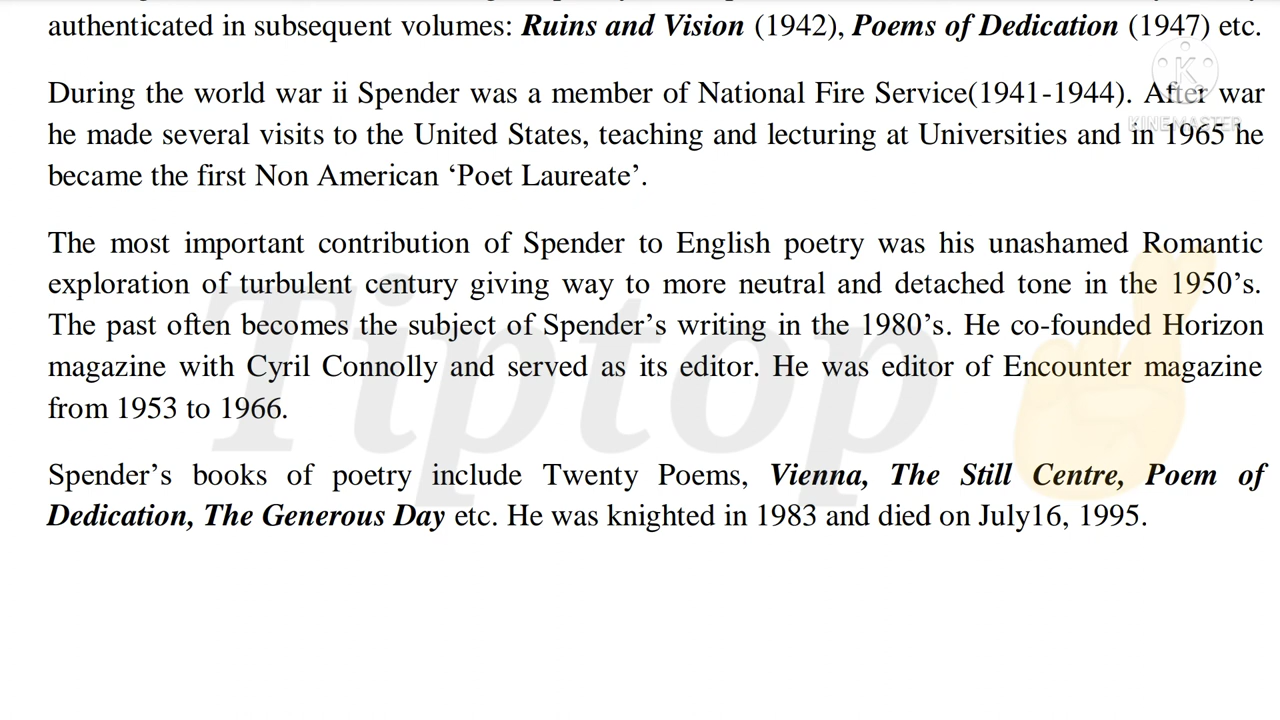 authenticated in subsequent volumes: Ruins and Vision (1942), Poems of Dedication (1947) etc.
During the world war ii Spender was a member of National Fire Service(1941-1944). After war
he made several visits to the United States, teaching and lecturing at Universities and in 1965 he
became the first Non American ‘Poet Laureate’.
The most important contribution of Spender to English poetry was his unashamed Romantic
exploration of turbulent century giving way to more neutral and detached tone in the 1950’s.
The past often becomes the subject of Spender’s writing in the 1980’s. He co-founded Horizon
magazine with Cyril Connolly and served as its editor. He was editor of Encounter magazine
from 1953 to 1966.
Spender’s books of poetry include Twenty Poems, Vienna, The Still Centre, Poem of
Dedication, The Generous Day etc. He was knighted in 1983 and died on July16, 1995.
Tiptop
K
KINEMASTER